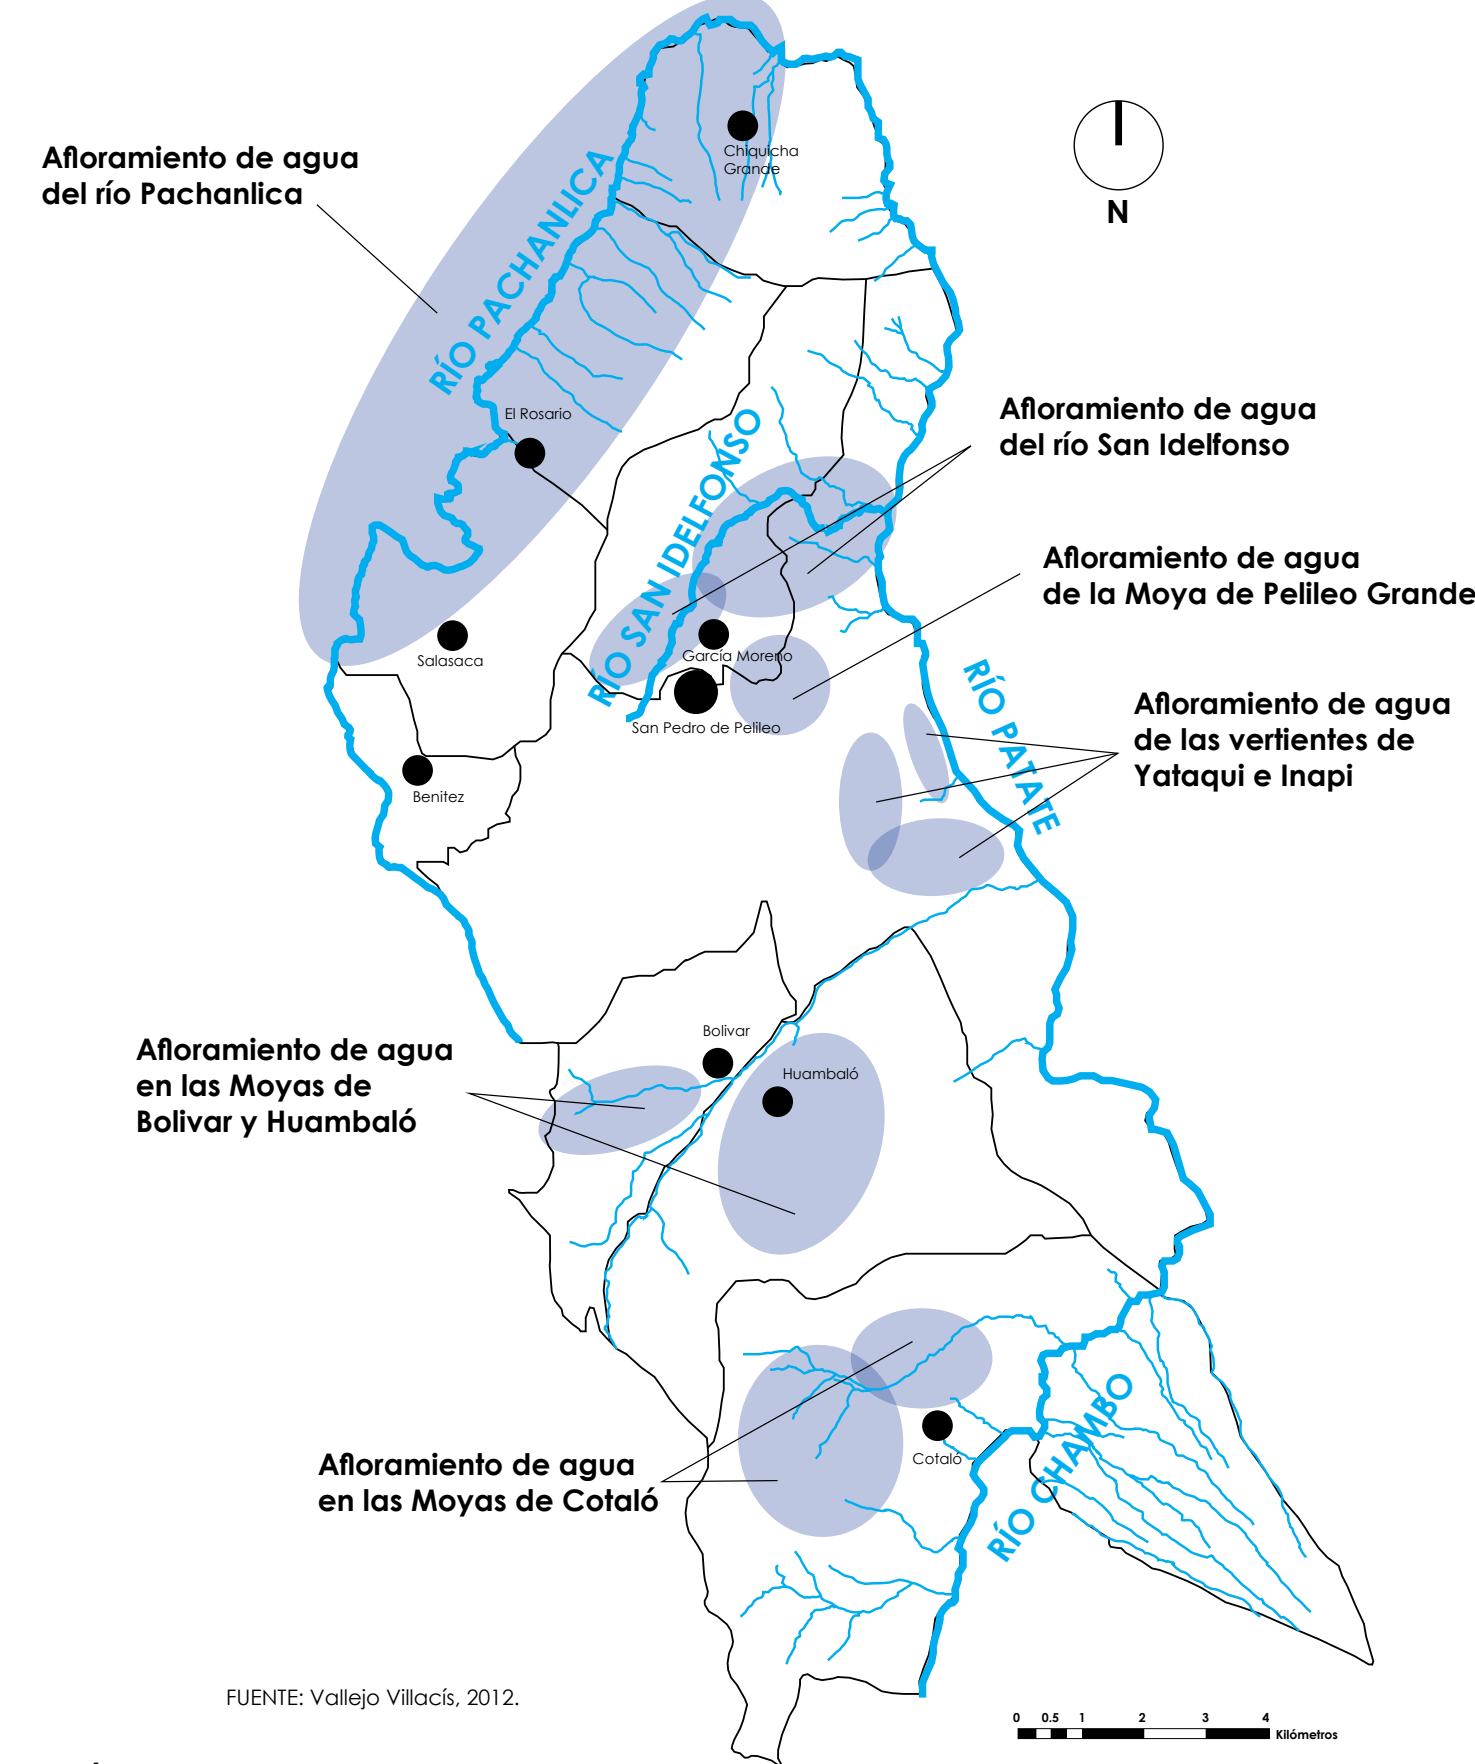 Chiquicha
Grande
Afloramiento de agua
del río Pachanlica
N
RÍO PACHANLICA
El Rosario
Afloramiento de agua
del río San Idelfonso
RÍO SAN IDELFONSO
Afloramiento de agua
de la Moya de Pelileo Grande
Salasaca
García Moreno
San Pedro de Pelileo
RÍO PATATE
Afloramiento de agua
de las vertientes de
Yataqui e Inapi
Benitez
Bolivar
Huambaló
Afloramiento de agua
en las Moyas de
Bolivar y Huambaló
Cotaló
RÍO CHAMBO
Afloramiento de agua
en las Moyas de Cotaló
FUENTE: Vallejo Villacís, 2012.
0 0.5 1 2 3 4
Kilómetros